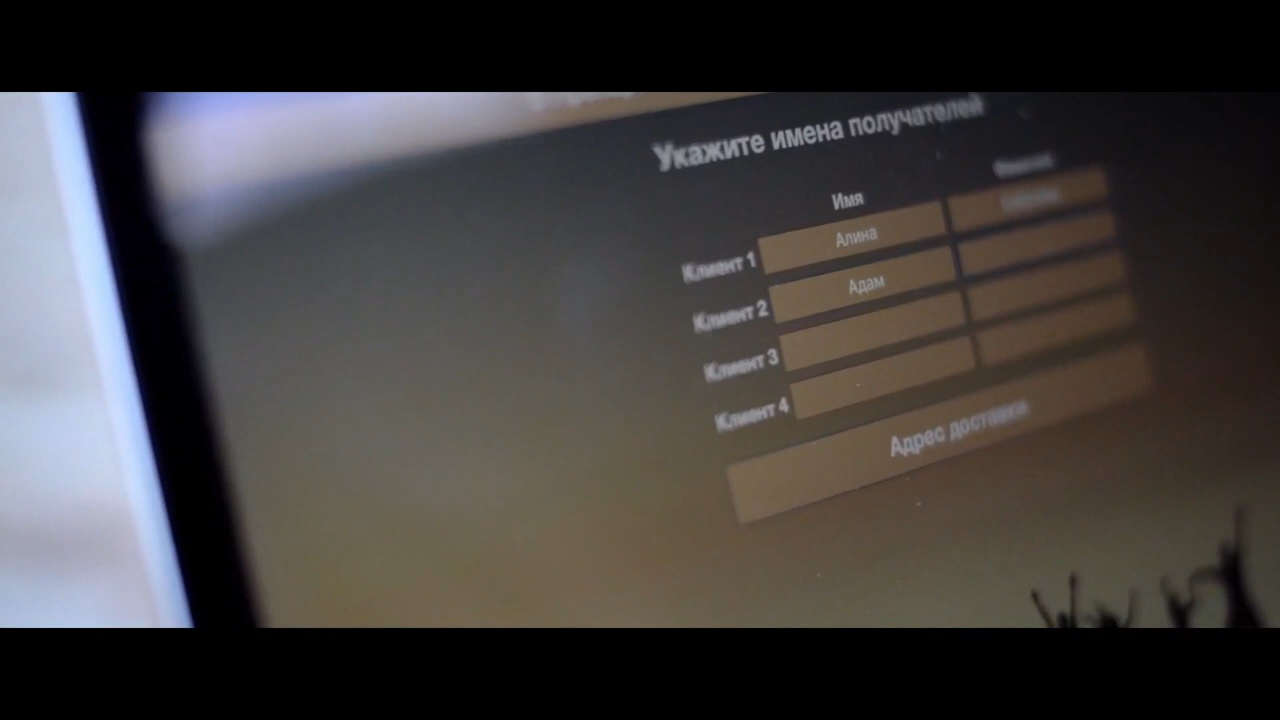 Укажите имена получателей
Имя
Клиент 1 Алина
Клиент 2 Адам
Клиент 3
Клиент 4
Адрес доставки